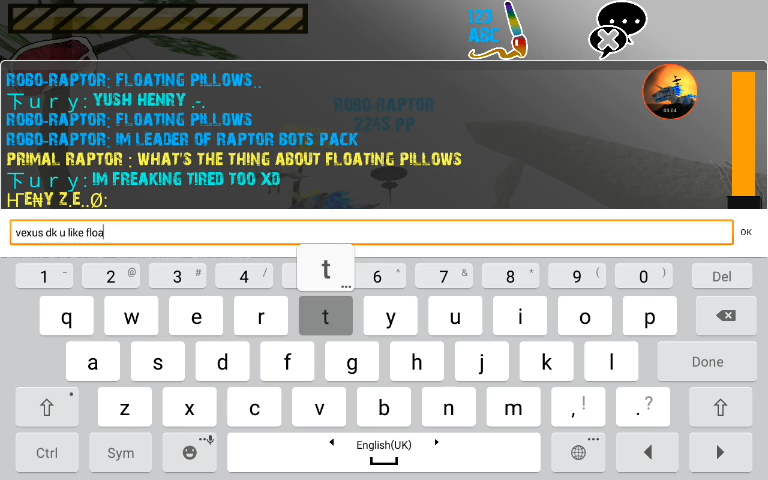 123
ABC
ROBO-RAPTOR: FLOATING PILLOWS..
下ｕｒｙ: YUSH HENRY .-.
ROBO-RAPTOR: FLOATING PILLOWS
ROBO-RAPTOR: IM LEADER OF RAPTOR BOTS PACK
PRIMAL RAPTOR : WHAT'S THE THING ABOUT FLOATING PILLOWS
下ｕｒｙ: IM FREAKING TIRED TOO XD
ROBO-RAPTOR
2245 PP
09:04
vexus dk u like floa
OK
t
...
1 - 2 @ 3 # 4 / 6 ^ 7 & 8 * 9 ( 0 ) Del
q w e r t y u i o p
a s d f g h j k l Done
z x c v b n m , ! . ?
Ctrl Sym English(UK)